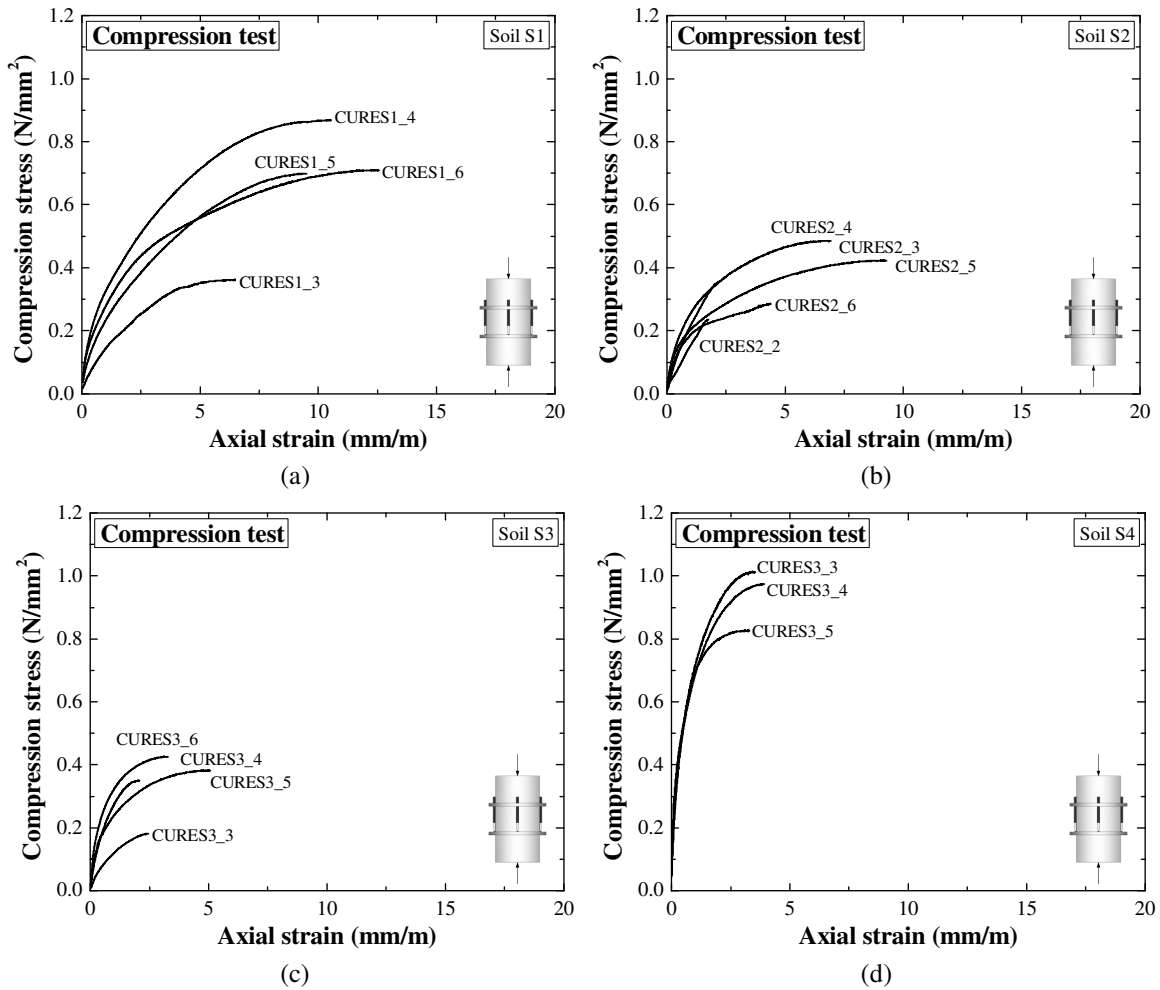 Compression test
Soil S1
Compression stress (N/mm²)
1.2
1.0
0.8
0.6
0.4
0.2
0.0
CURES1_4
CURES1_5
CURES1_6
CURES1_3
0 5 10 15 20
Axial strain (mm/m)
(a)
Compression test
Soil S2
Compression stress (N/mm²)
1.2
1.0
0.8
0.6
0.4
0.2
0.0
CURES2_4
CURES2_3
CURES2_5
CURES2_6
CURES2_2
0 5 10 15 20
Axial strain (mm/m)
(b)
Compression test
Soil S3
Compression stress (N/mm²)
1.2
1.0
0.8
0.6
0.4
0.2
0.0
CURES3_6
CURES3_4
CURES3_5
CURES3_3
0 5 10 15 20
Axial strain (mm/m)
(c)
Compression test
Soil S4
Compression stress (N/mm²)
1.2
1.0
0.8
0.6
0.4
0.2
0.0
CURES3_3
CURES3_4
CURES3_5
0 5 10 15 20
Axial strain (mm/m)
(d)